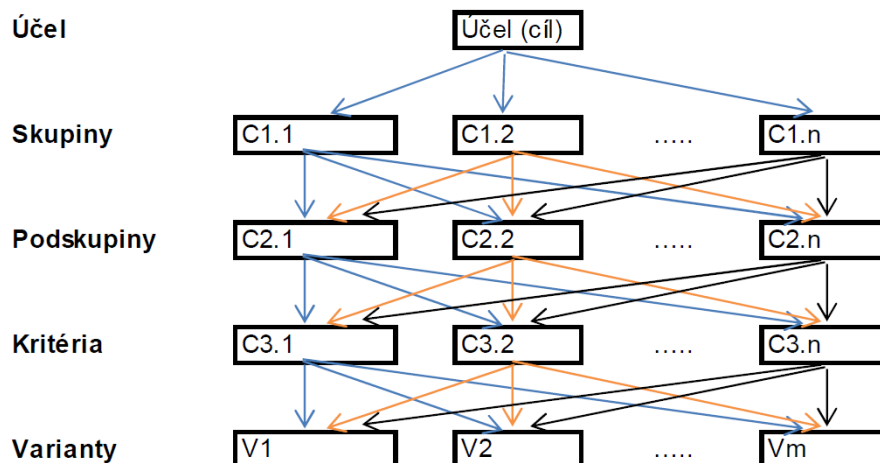 Účel Účel (cíl)
Skupiny C1.1 C1.2 ..... C1.n
Podskupiny C2.1 C2.2 ..... C2.n
Kritéria C3.1 C3.2 ..... C3.n
Varianty V1 V2 ..... Vm